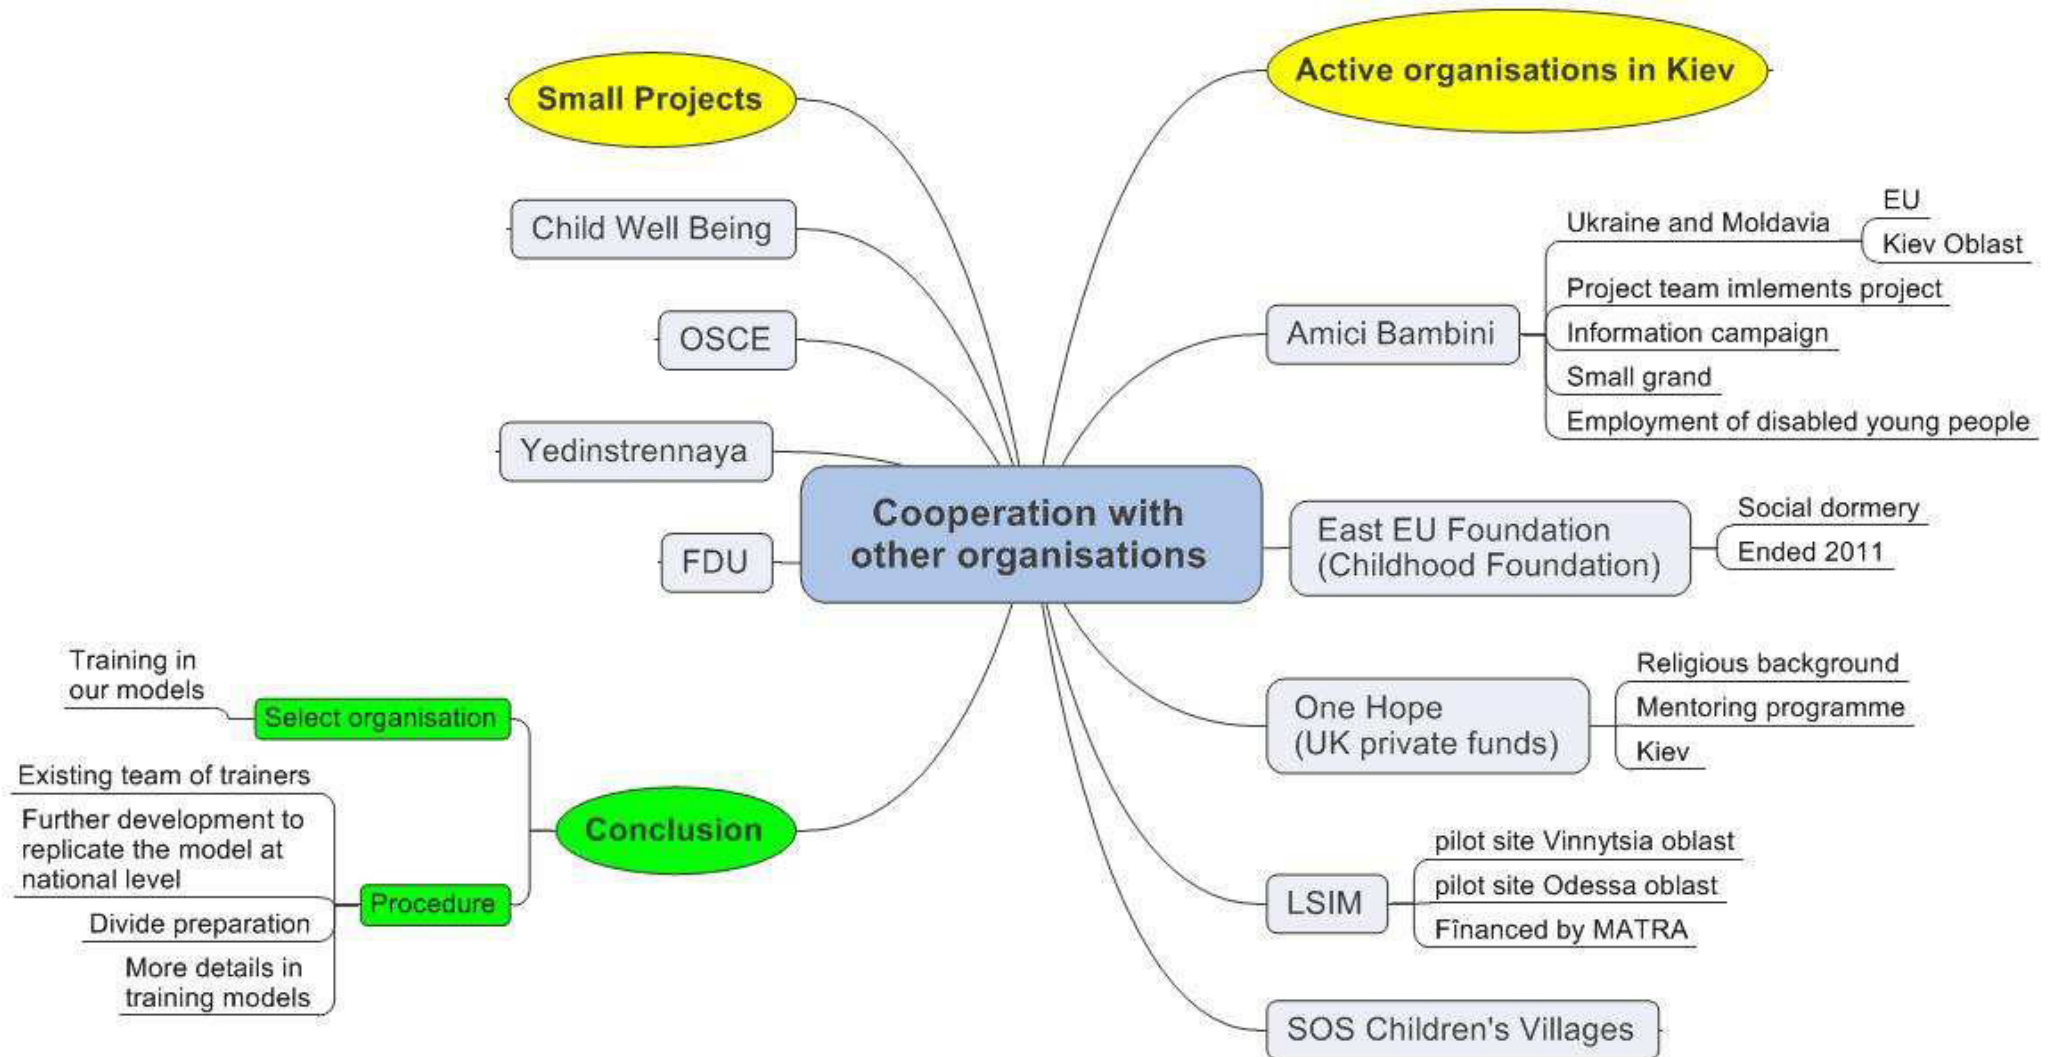 Cooperation with
other organisations
Active organisations in Kiev
Amici Bambini
Ukraine and Moldavia
EU
Kiev Oblast
Project team imlements project
Information campaign
Small grand
Employment of disabled young people
East EU Foundation
(Childhood Foundation)
Social dormery
Ended 2011
One Hope
(UK private funds)
Religious background
Mentoring programme
Kiev
LSIM
pilot site Vinnytsia oblast
pilot site Odessa oblast
Financed by MATRA
SOS Children's Villages
Small Projects
Child Well Being
OSCE
Yedinstrennaya
FDU
Conclusion
Select organisation
Training in
our models
Procedure
Existing team of trainers
Further development to
replicate the model at
national level
Divide preparation
More details in
training models